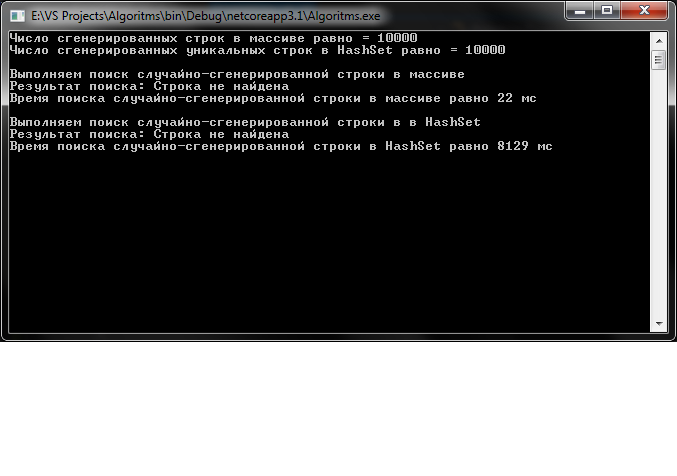 E:\VS Projects\Algoritms\bin\Debug\netcoreapp3.1\Algoritms.exe
Число сгенерированных строк в массиве равно = 10000
Число сгенерированных уникальных строк в HashSet равно = 10000
Выполняем поиск случайно-сгенерированной строки в массиве
Результат поиска: Строка не найдена
Время поиска случайно-сгенерированной строки в массиве равно 22 мс
Выполняем поиск случайно-сгенерированной строки в в HashSet
Результат поиска: Строка не найдена
Время поиска случайно-сгенерированной строки в HashSet равно 8129 мс